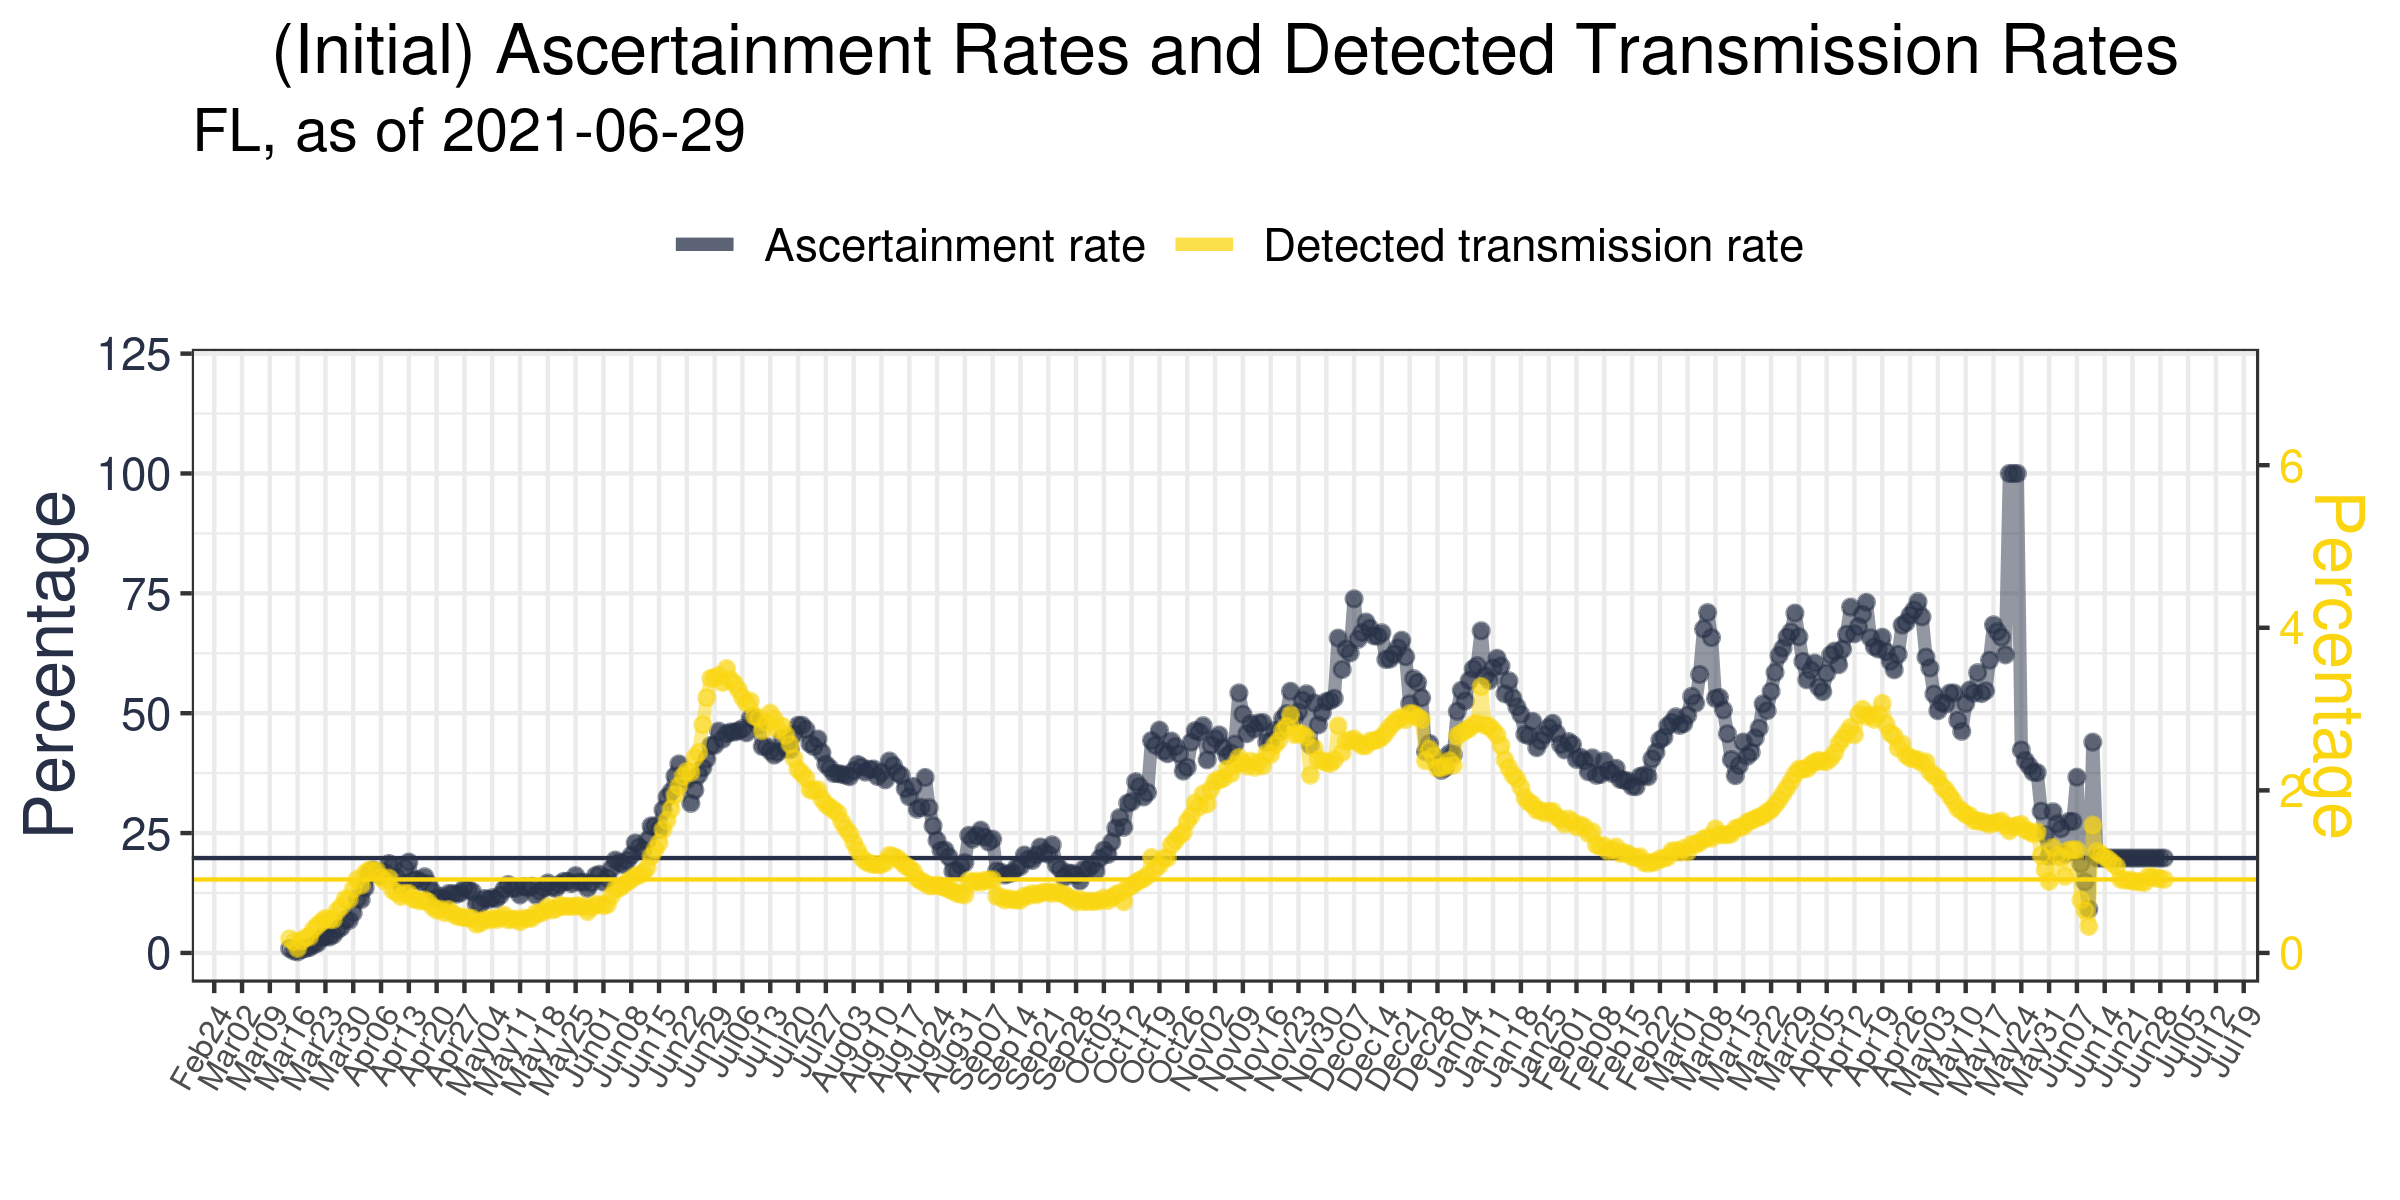 (Initial) Ascertainment Rates and Detected Transmission Rates
FL, as of 2021-06-29
Ascertainment rate
Detected transmission rate
Percentage
125
100
75
50
25
0
6
4
2
0
Percentage
Feb24
Mar02
Mar09
Mar16
Mar23
Mar30
Apr06
Apr13
Apr20
Apr27
May04
May11
May18
May25
Jun01
Jun08
Jun15
Jun22
Jun29
Jul06
Jul13
Jul20
Jul27
Aug03
Aug10
Aug17
Aug24
Aug31
Sep07
Sep14
Sep21
Sep28
Oct05
Oct12
Oct19
Oct26
Nov02
Nov09
Nov16
Nov23
Nov30
Dec07
Dec14
Dec21
Dec28
Jan04
Jan11
Jan18
Jan25
Feb01
Feb08
Feb15
Feb22
Mar01
Mar08
Mar15
Mar22
Mar29
Apr05
Apr12
Apr19
Apr26
May03
May10
May17
May24
May31
Jun07
Jun14
Jun21
Jun28
Jul05
Jul12
Jul19